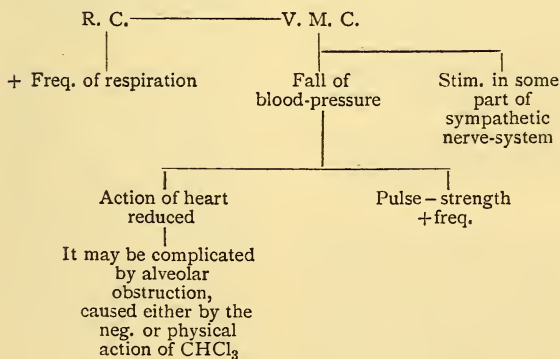 R. C. V. M. C.
+ Freq. of respiration
Fall of
blood-pressure
Stim. in some
part of
sympathetic
nerve-system
Action of heart
reduced
Pulse – strength
+ freq.
It may be complicated
by alveolar
obstruction,
caused either by the
neg. or physical
action of CHCl₃